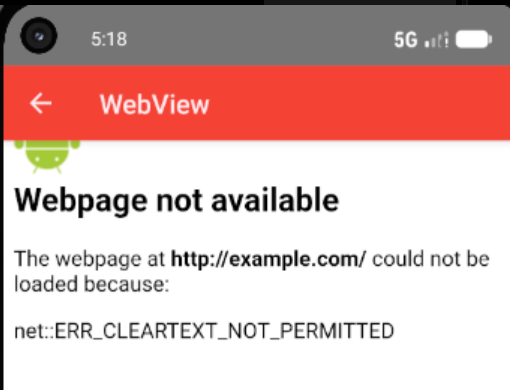 5:18 5G
WebView
Webpage not available
The webpage at http://example.com/ could not be
loaded because:
net::ERR_CLEARTEXT_NOT_PERMITTED